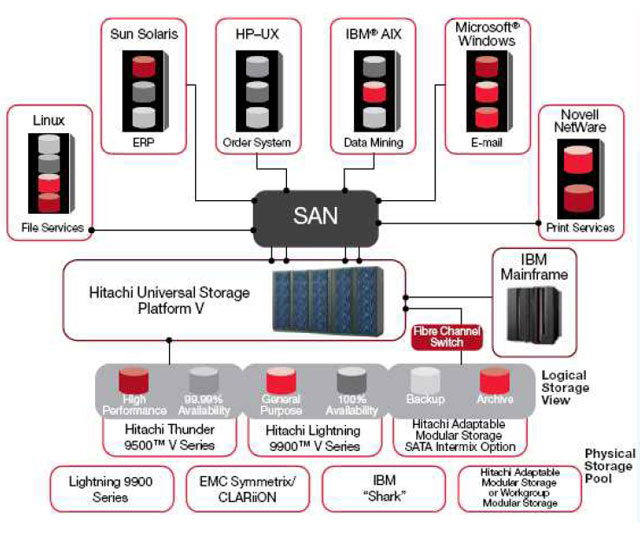 Sun Solaris
HP–UX
IBM® AIX
Microsoft®
Windows
Linux
Novell
NetWare
ERP
Order System
Data Mining
E-mail
File Services
Print Services
SAN
IBM
Mainframe
Hitachi Universal Storage
Platform V
Fibre Channel
Switch
High
Performance
99.99%
Availability
General
Purpose
100%
Availability
Backup
Archive
Logical
Storage
View
Hitachi Thunder
9500™ V Series
Hitachi Lightning
9900™ V Series
Hitachi Adaptable
Modular Storage
SATA Intermix Option
Physical
Storage
Pool
Lightning 9900
Series
EMC Symmetrix/
CLARiiON
IBM
“Shark”
Hitachi Adaptable
Modular Storage
or Workgroup
Modular Storage